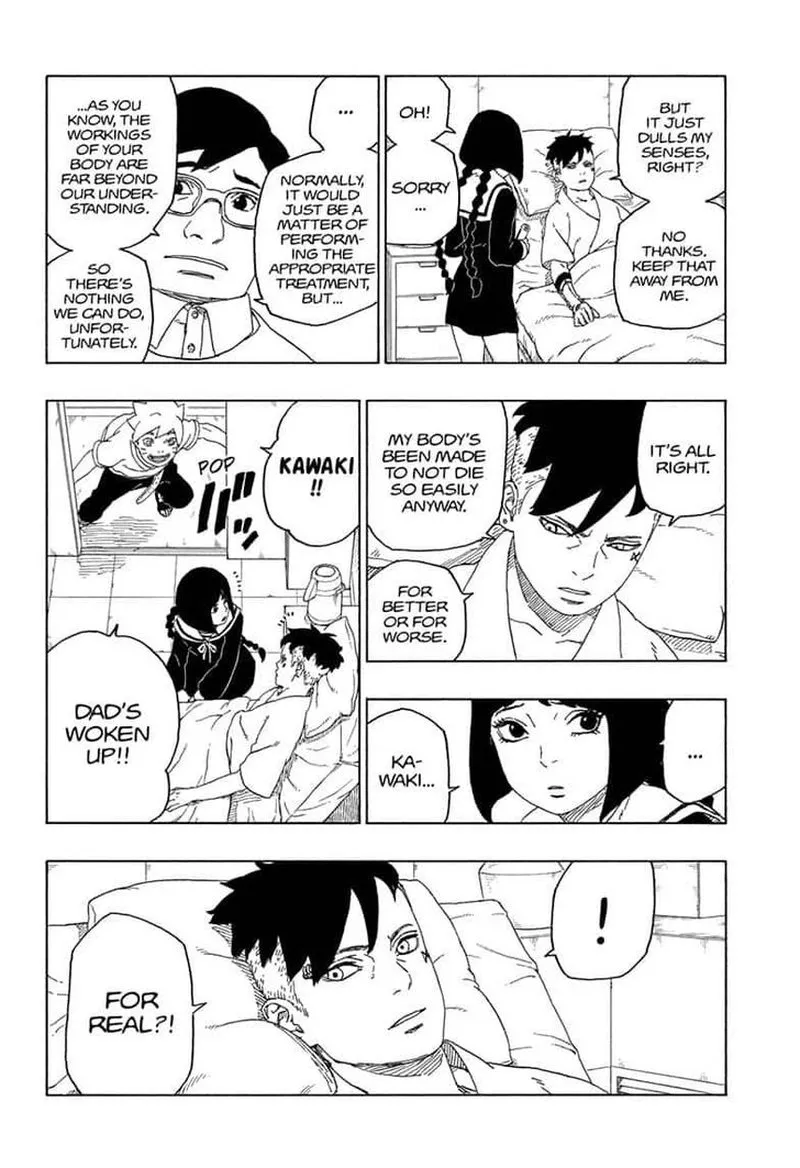 BUT
IT JUST
DULLS MY
SENSES,
RIGHT?
NO
THANKS.
KEEP THAT
AWAY FROM
ME.
OH!
SORRY
...
...
NORMALLY,
IT WOULD
JUST BE A
MATTER OF
PERFORM-
ING THE
APPROPRIATE
TREATMENT,
BUT...
...AS YOU
KNOW, THE
WORKINGS
OF YOUR
BODY ARE
FAR BEYOND
OUR UNDER-
STANDING.
SO
THERE'S
NOTHING
WE CAN DO,
UNFOR-
TUNATELY.
IT'S ALL
RIGHT.
MY BODY'S
BEEN MADE
TO NOT DIE
SO EASILY
ANYWAY.
FOR
BETTER
OR FOR
WORSE.
...
KA-
WAKI...
KAWAKI
!!
POP
バッ
DAD'S
WOKEN
UP!!
!
FOR
REAL?!